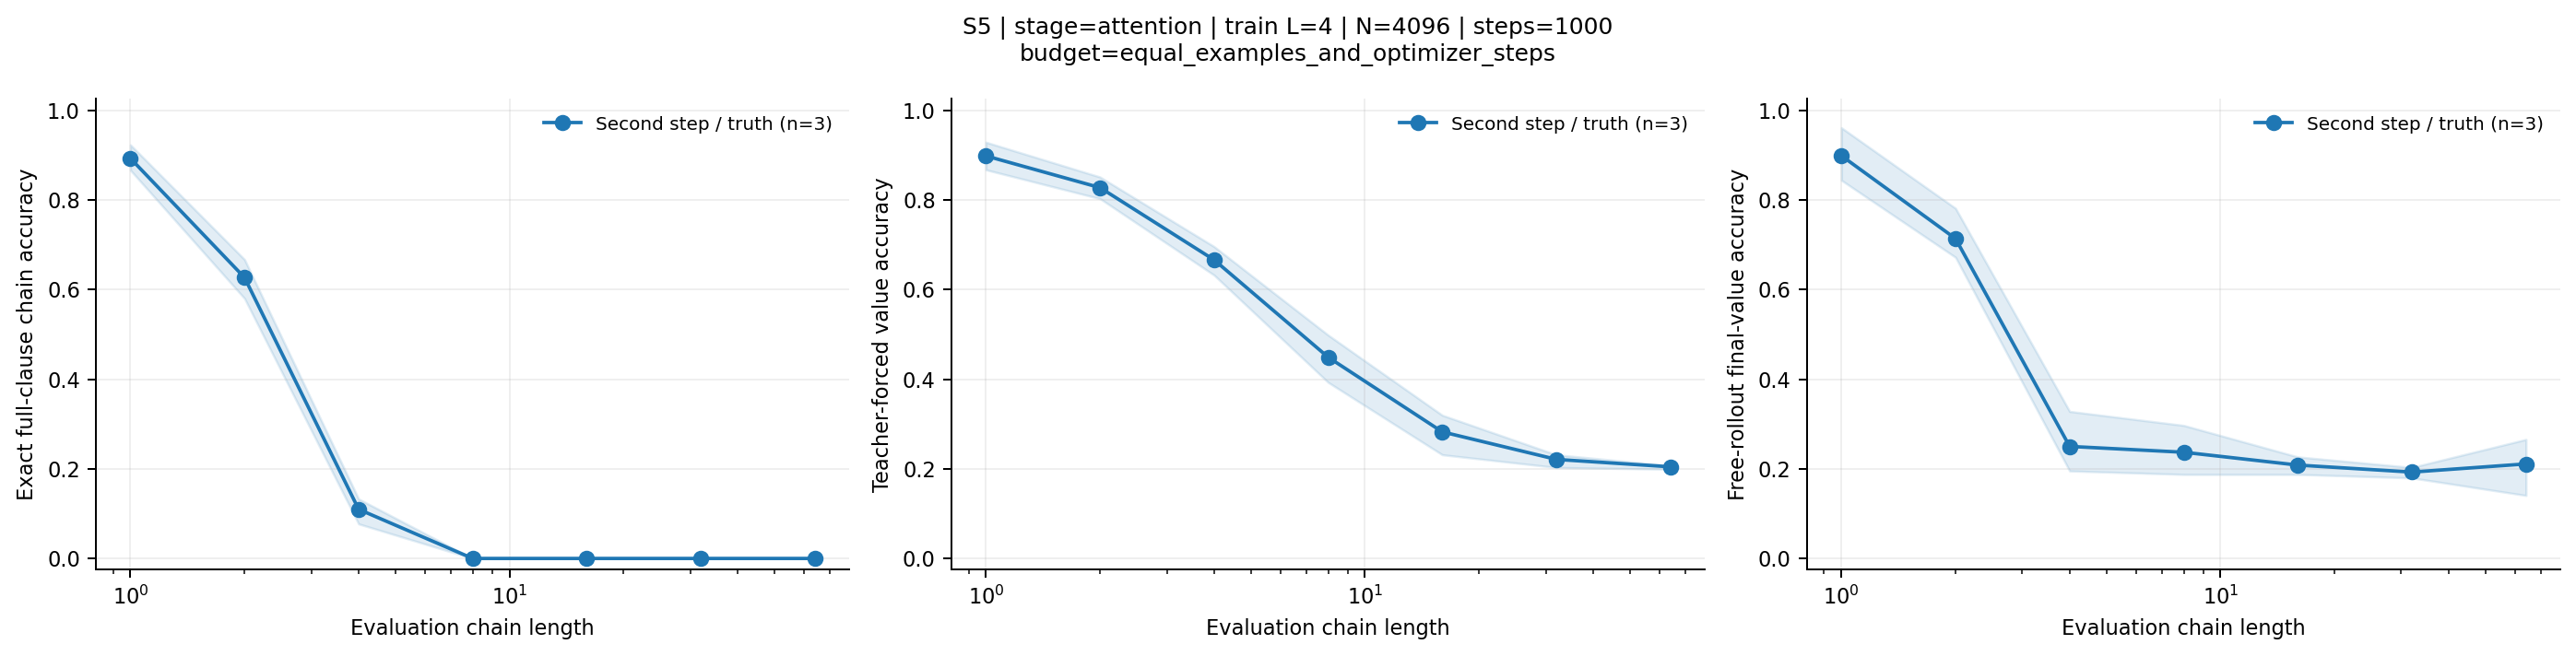 S5 | stage=attention | train L=4 | N=4096 | steps=1000
budget=equal_examples_and_optimizer_steps
Exact full-clause chain accuracy
1.0
0.8
0.6
0.4
0.2
0.0
Second step / truth (n=3)
10⁰
10¹
Evaluation chain length
Teacher-forced value accuracy
1.0
0.8
0.6
0.4
0.2
0.0
Second step / truth (n=3)
10⁰
10¹
Evaluation chain length
Free-rollout final-value accuracy
1.0
0.8
0.6
0.4
0.2
0.0
Second step / truth (n=3)
10⁰
10¹
Evaluation chain length